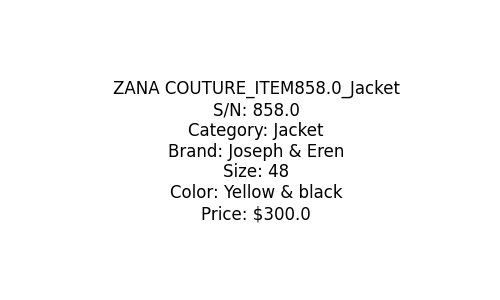 ZANA COUTURE_ITEM858.0_Jacket
S/N: 858.0
Category: Jacket
Brand: Joseph & Eren
Size: 48
Color: Yellow & black
Price: $300.0